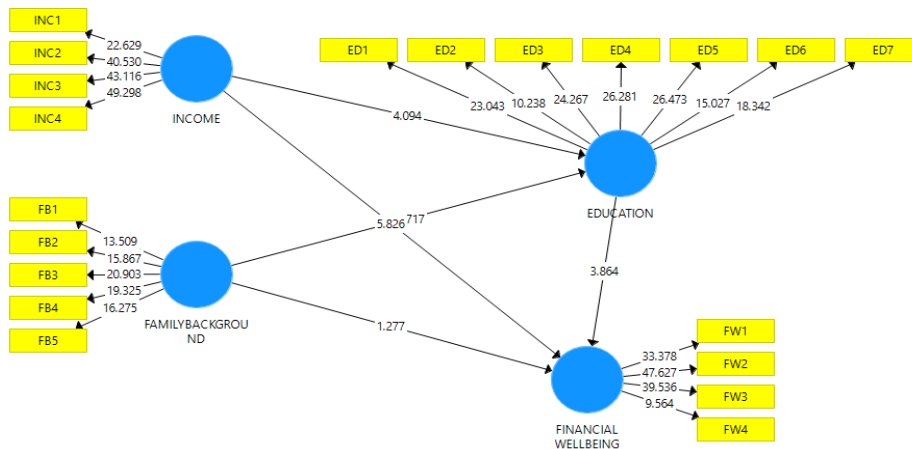 INC1
INC2
INC3
INC4
22.629
40.530
43.116
49.298
INCOME
ED1
ED2
ED3
ED4
ED5
ED6
ED7
23.043
10.238
24.267
26.281
26.473
15.027
18.342
4.094
EDUCATION
FB1
FB2
FB3
FB4
FB5
13.509
15.867
20.903
19.325
16.275
FAMILYBACKGROU
ND
5.826
717
3.864
1.277
FW1
FW2
FW3
FW4
33.378
47.627
39.536
9.564
FINANCIAL
WELLBEING